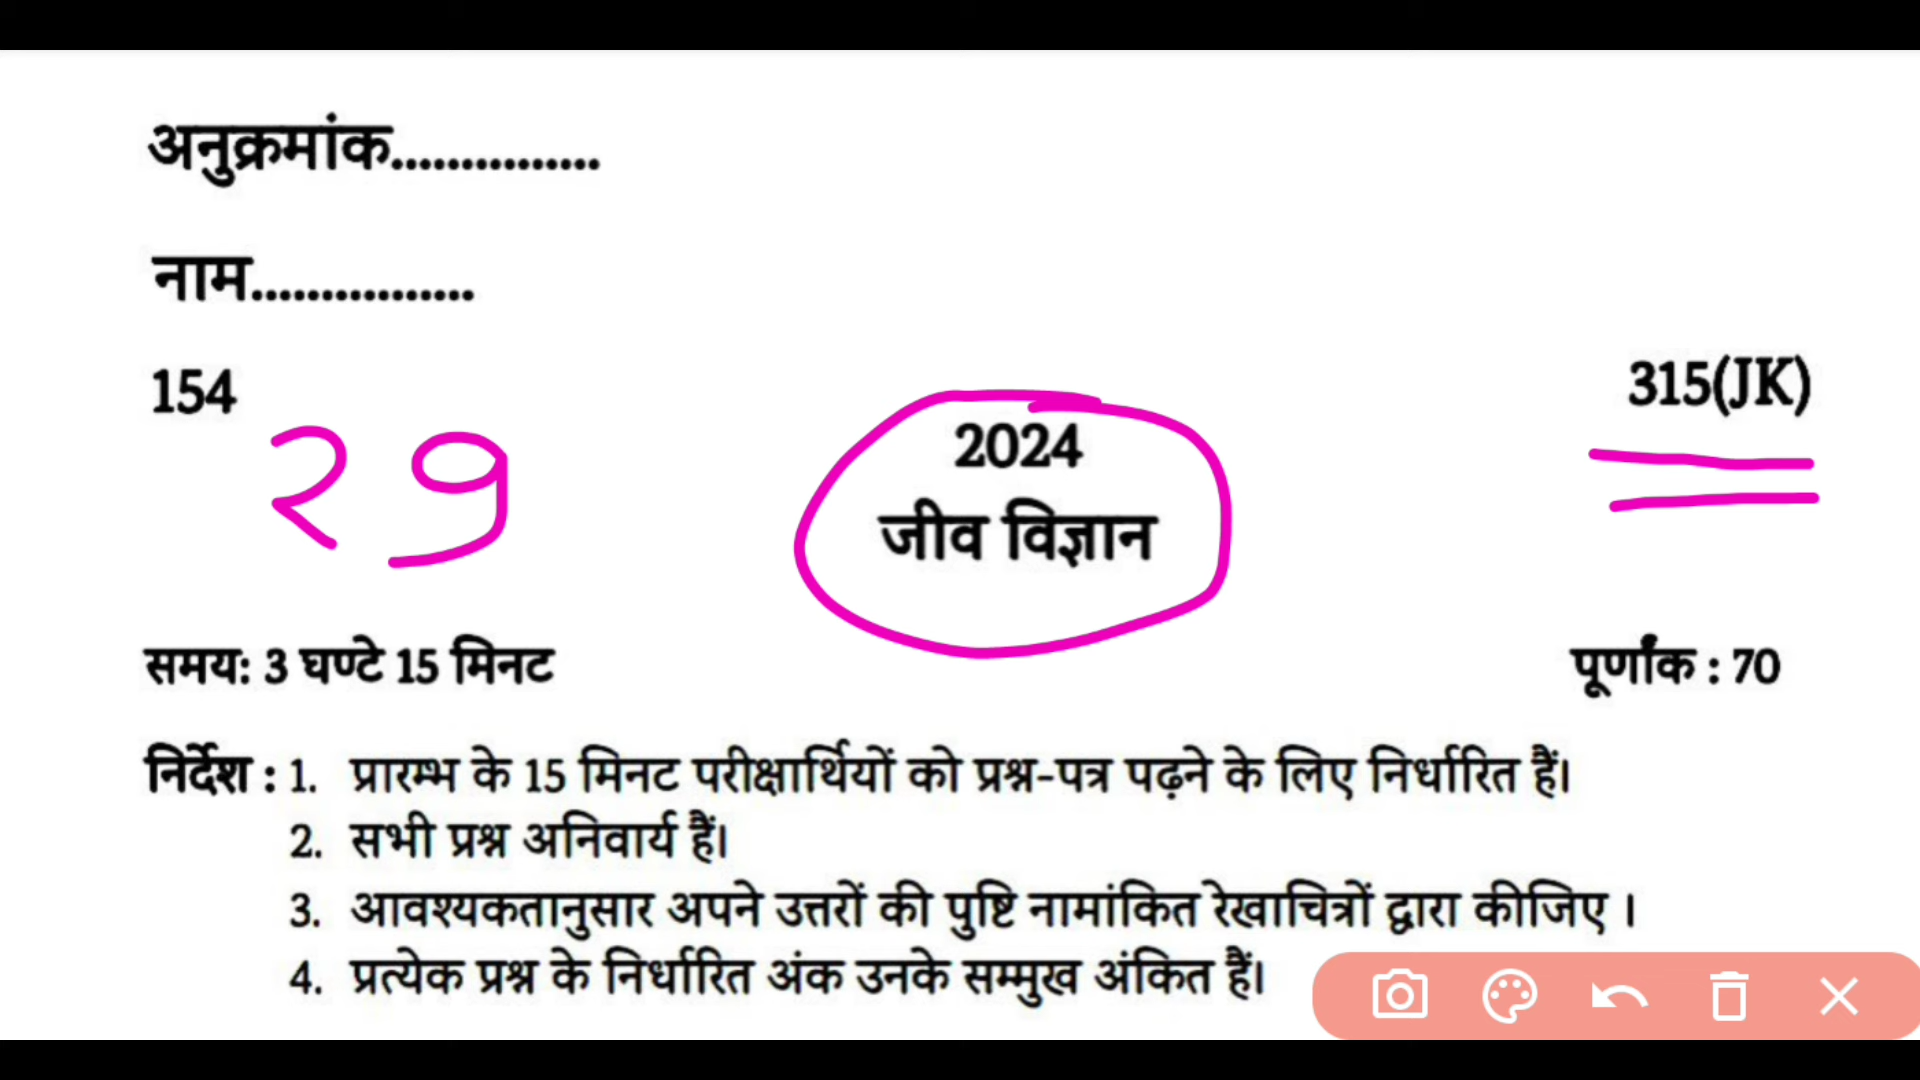 अनुक्रमांक...............
नाम................
154
315(JK)
29
2024
जीव विज्ञान
समय: 3 घण्टे 15 मिनट
पूर्णांक : 70
निर्देश : 1. प्रारम्भ के 15 मिनट परीक्षार्थियों को प्रश्न-पत्र पढ़ने के लिए निर्धारित हैं।
2. सभी प्रश्न अनिवार्य हैं।
3. आवश्यकतानुसार अपने उत्तरों की पुष्टि नामांकित रेखाचित्रों द्वारा कीजिए ।
4. प्रत्येक प्रश्न के निर्धारित अंक उनके सम्मुख अंकित हैं।